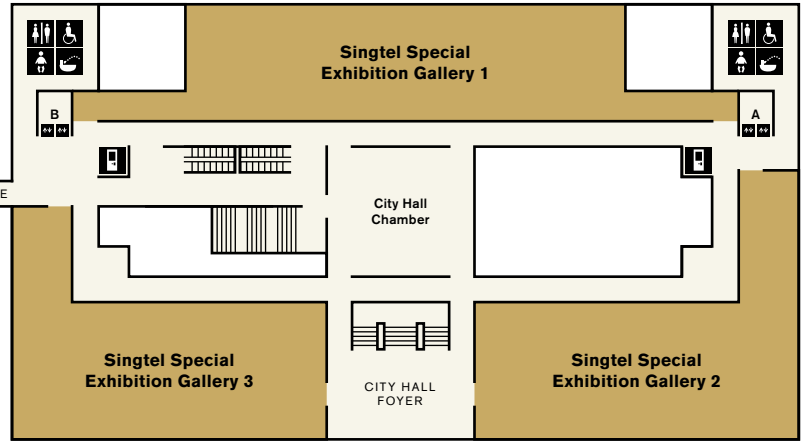 Singtel Special
Exhibition Gallery 1
B
A
E
City Hall
Chamber
Singtel Special
Exhibition Gallery 3
CITY HALL
FOYER
Singtel Special
Exhibition Gallery 2